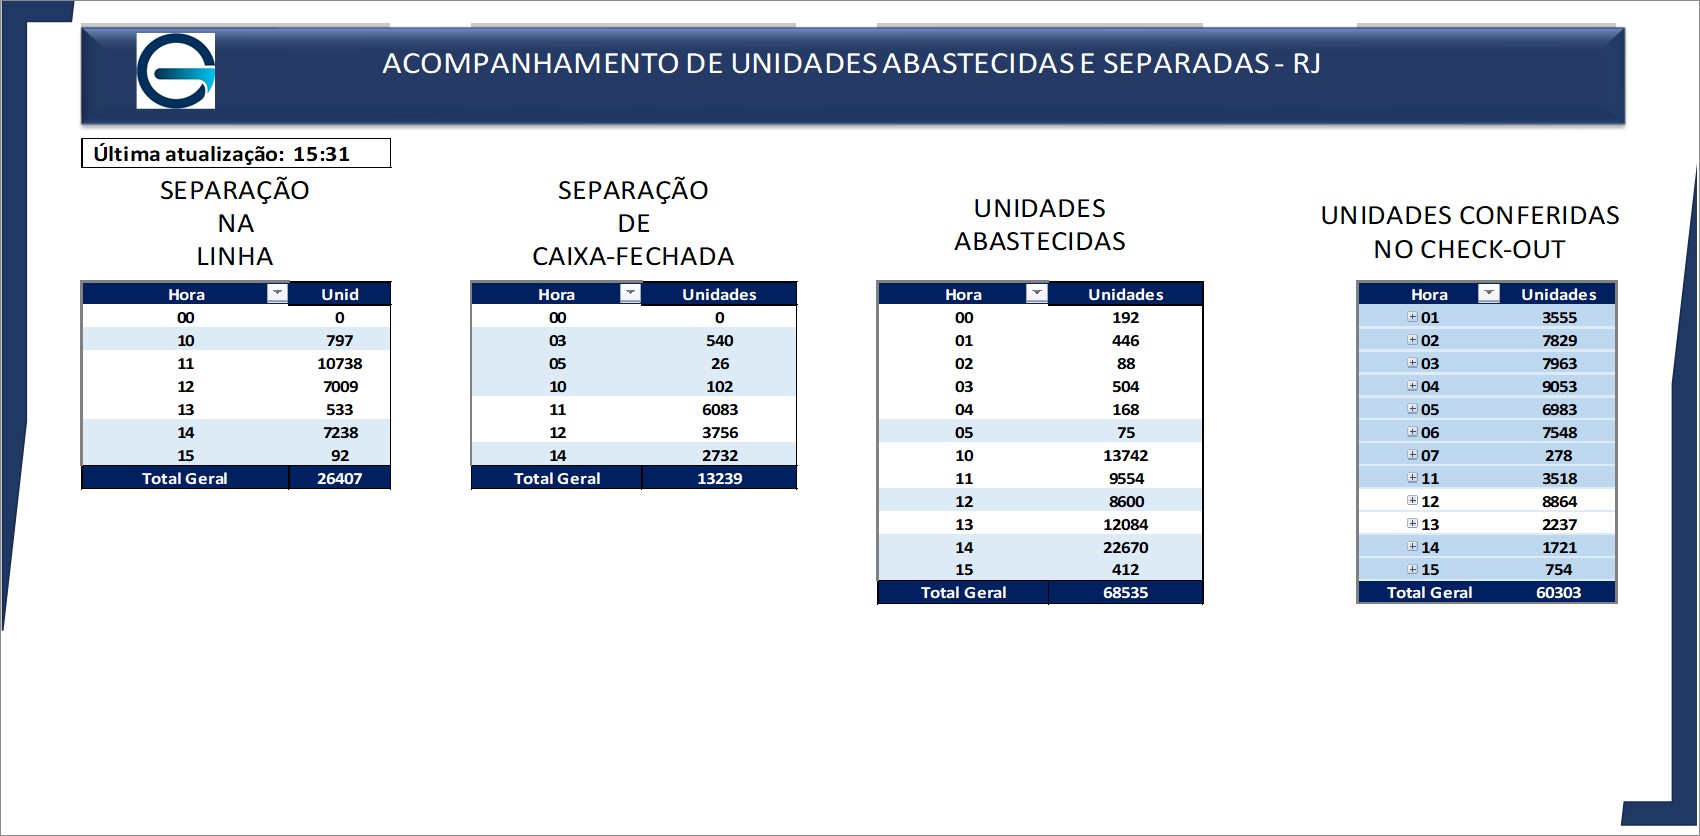 ACOMPANHAMENTO DE UNIDADES ABASTECIDAS E SEPARADAS - RJ
Última atualização: 15:31
SEPARAÇÃO
NA
LINHA
Hora Unid
00 0
10 797
11 10738
12 7009
13 533
14 7238
15 92
Total Geral 26407
SEPARAÇÃO
DE
CAIXA-FECHADA
Hora Unidades
00 0
03 540
05 26
10 102
11 6083
12 3756
14 2732
Total Geral 13239
UNIDADES
ABASTECIDAS
Hora Unidades
00 192
01 446
02 88
03 504
04 168
05 75
10 13742
11 9554
12 8600
13 12084
14 22670
15 412
Total Geral 68535
UNIDADES CONFERIDAS
NO CHECK-OUT
Hora Unidades
01 3555
02 7829
03 7963
04 9053
05 6983
06 7548
07 278
11 3518
12 8864
13 2237
14 1721
15 754
Total Geral 60303